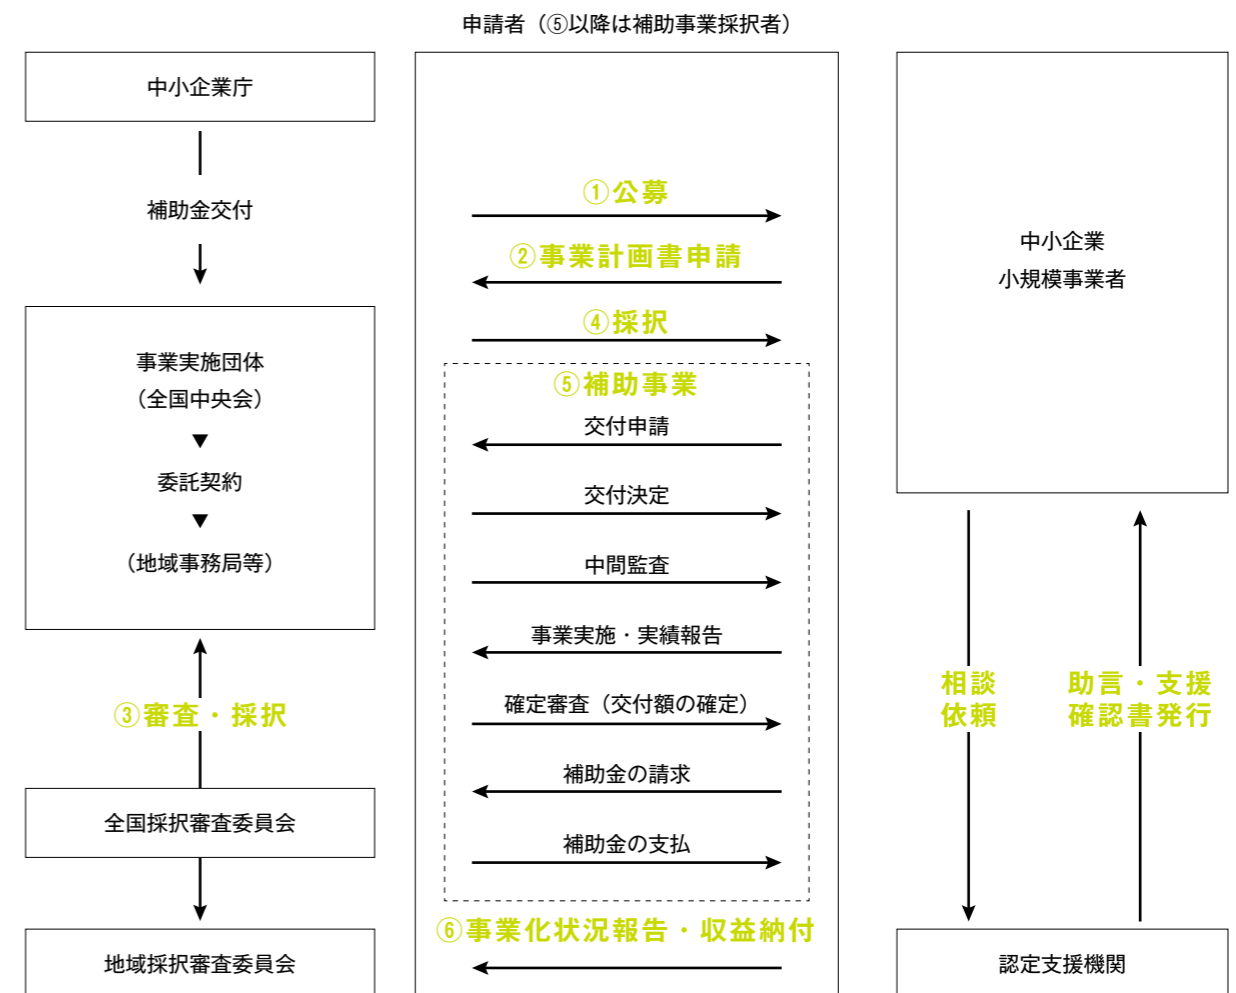 申請者（⑤以降は補助事業採択者）
中小企業庁
補助金交付
事業実施団体
（全国中央会）
▼
委託契約
▼
（地域事務局等）
③審査・採択
全国採択審査委員会
地域採択審査委員会
①公募
②事業計画書申請
④採択
⑤補助事業
交付申請
交付決定
中間監査
事業実施・実績報告
確定審査（交付額の確定）
補助金の請求
補助金の支払
⑥事業化状況報告・収益納付
中小企業
小規模事業者
相談
依頼
助言・支援
確認書発行
認定支援機関